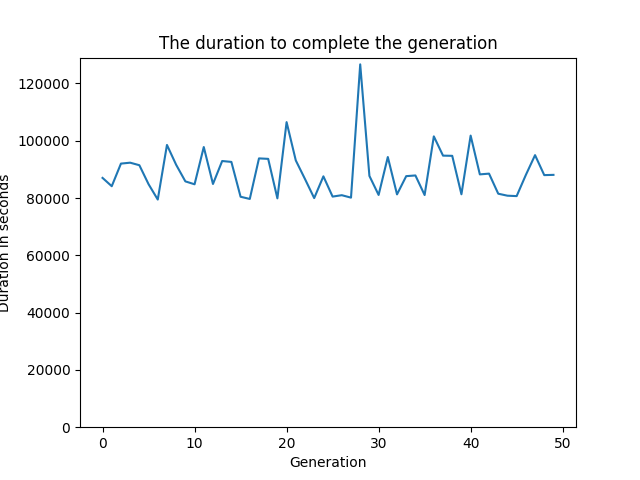 The duration to complete the generation
120000
100000
80000
60000
40000
20000
0
Duration in seconds
0 10 20 30 40 50
Generation